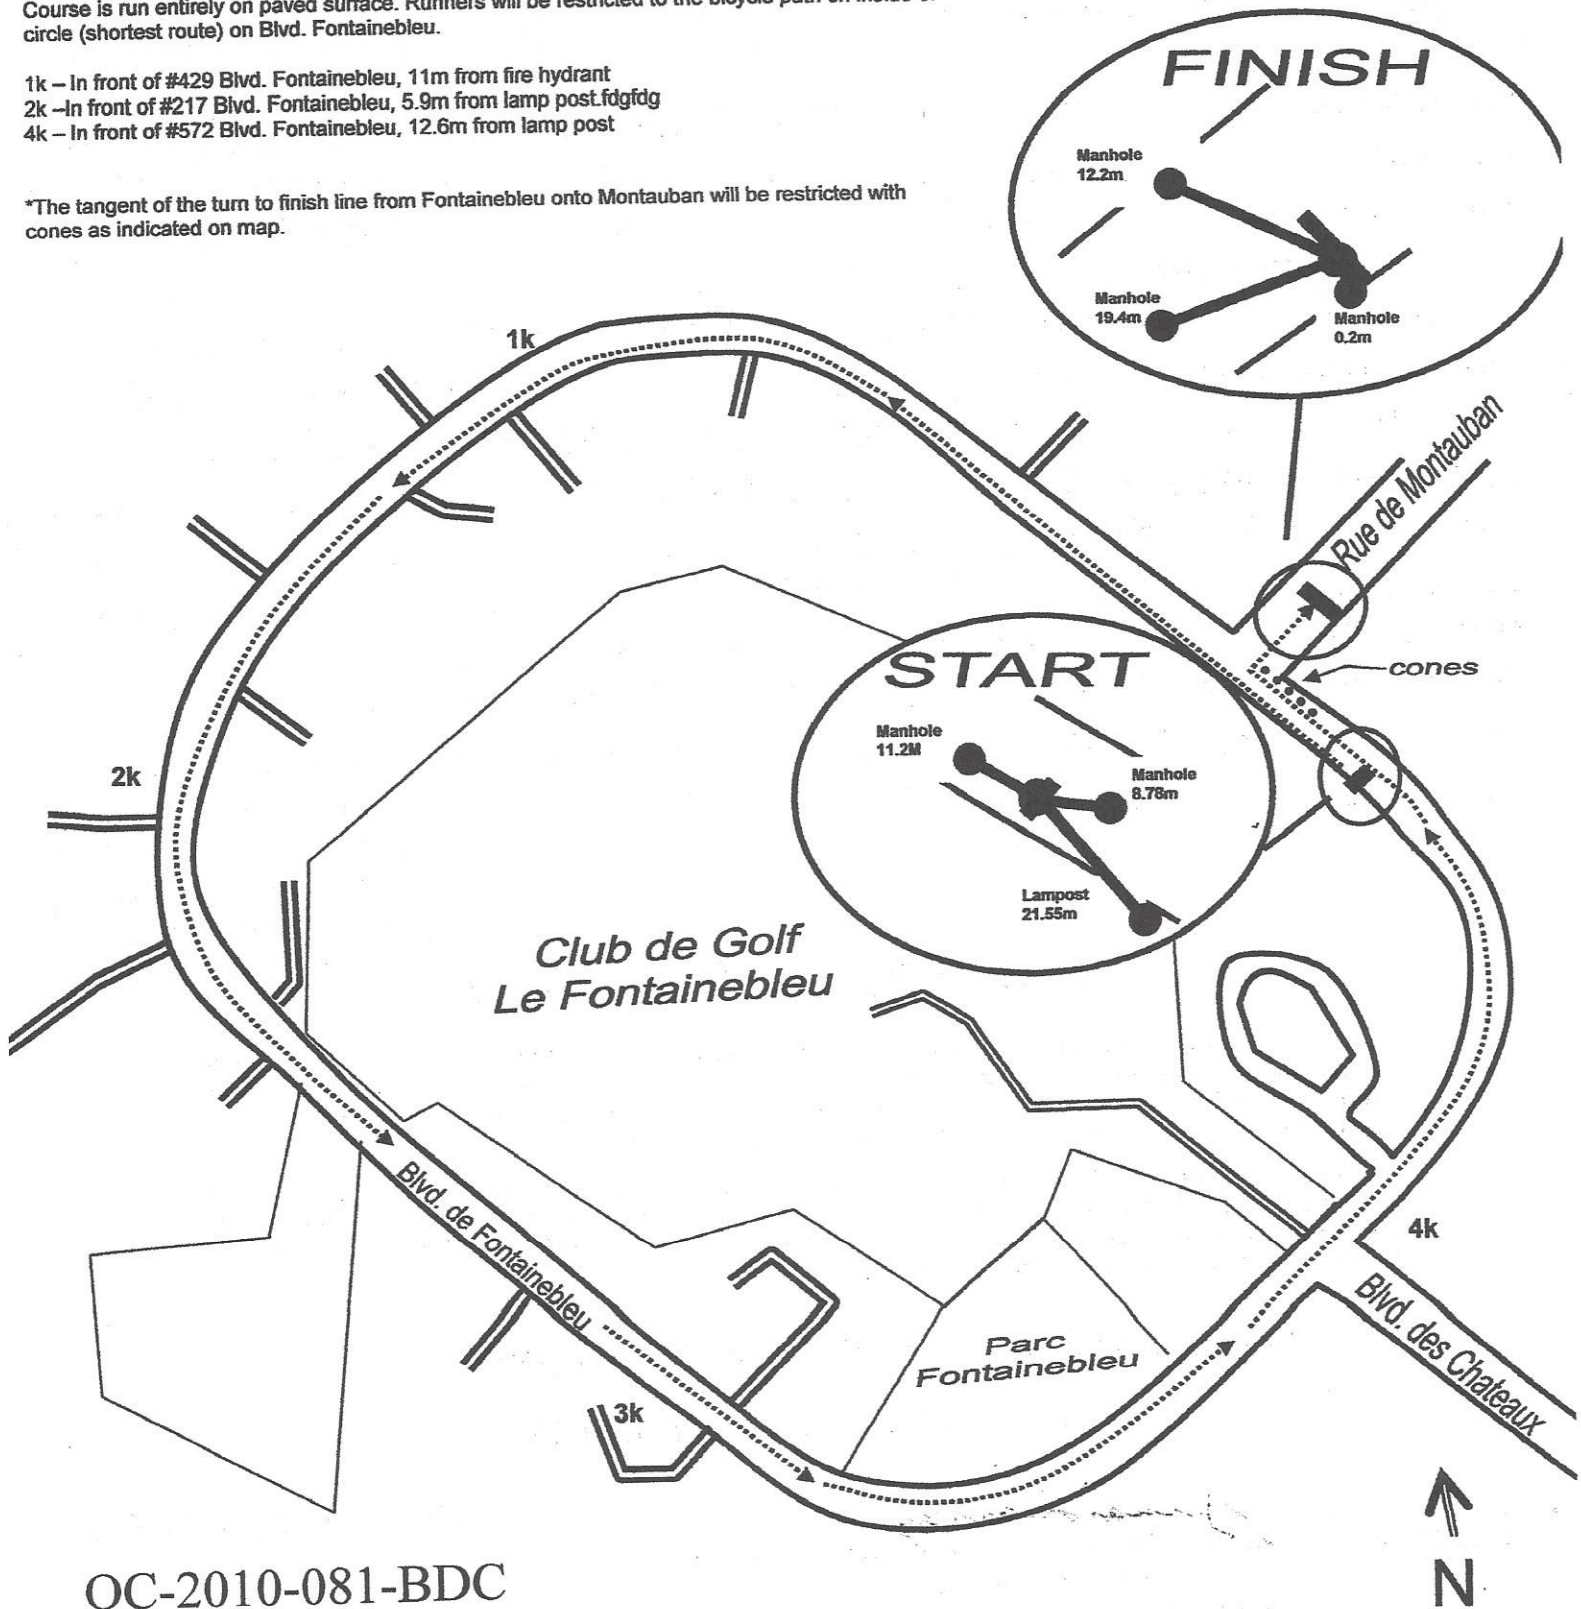 Course is run entirely on paved surface. Runners will be restricted to the bicycle path on inside of
circle (shortest route) on Blvd. Fontainebleu.
1k – In front of #429 Blvd. Fontainebleu, 11m from fire hydrant
2k –In front of #217 Blvd. Fontainebleu, 5.9m from lamp post.fdgfdg
4k – In front of #572 Blvd. Fontainebleu, 12.6m from lamp post
*The tangent of the turn to finish line from Fontainebleu onto Montauban will be restricted with
cones as indicated on map.
FINISH
Manhole
12.2m
Manhole
19.4m
Manhole
0.2m
1k
Rue de Montauban
cones
START
Manhole
11.2M
Manhole
8.78m
Lampost
21.55m
2k
Club de Golf
Le Fontainebleu
Blvd. de Fontainebleu
4k
Blvd. des Chateaux
Parc
Fontainebleu
3k
N
OC-2010-081-BDC